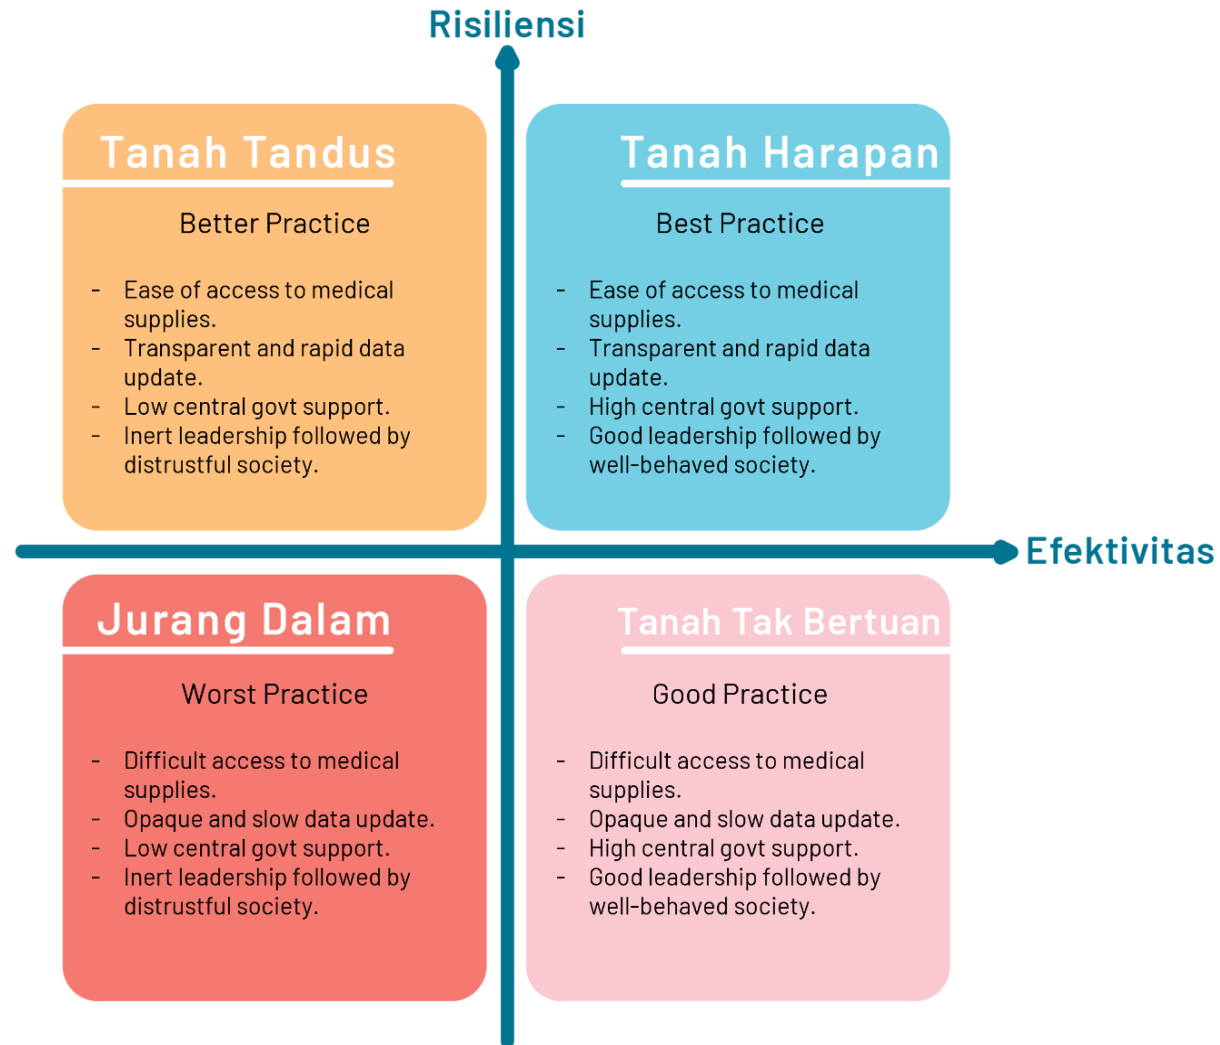 Risiliensi
Tanah Tandus
Better Practice
- Ease of access to medical
supplies.
- Transparent and rapid data
update.
- Low central govt support.
- Inert leadership followed by
distrustful society.
Tanah Harapan
Best Practice
- Ease of access to medical
supplies.
- Transparent and rapid data
update.
- High central govt support.
- Good leadership followed by
well-behaved society.
Efektivitas
Jurang Dalam
Worst Practice
- Difficult access to medical
supplies.
- Opaque and slow data update.
- Low central govt support.
- Inert leadership followed by
distrustful society.
Tanah Tak Bertuan
Good Practice
- Difficult access to medical
supplies.
- Opaque and slow data update.
- High central govt support.
- Good leadership followed by
well-behaved society.